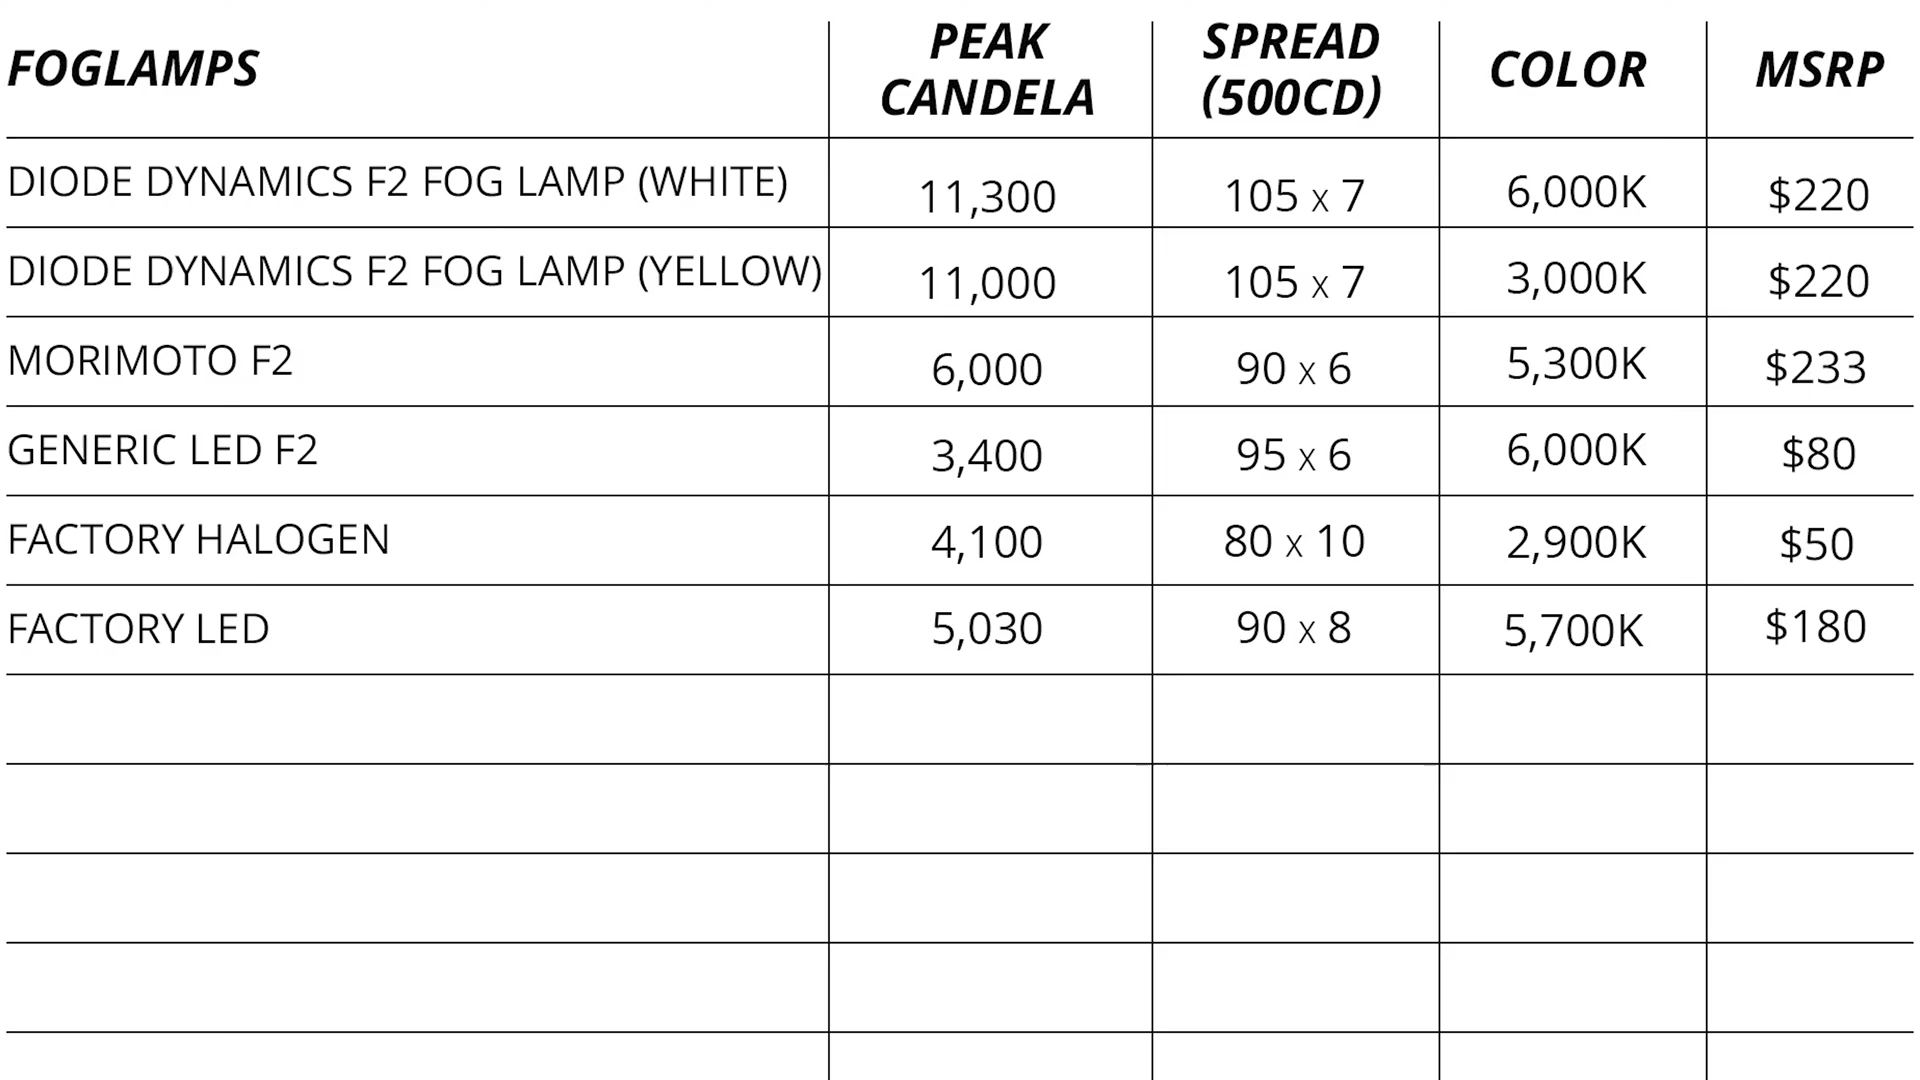 FOGLAMPS PEAK CANDELA SPREAD (500CD) COLOR MSRP
DIODE DYNAMICS F2 FOG LAMP (WHITE) 11,300 105 x 7 6,000K $220
DIODE DYNAMICS F2 FOG LAMP (YELLOW) 11,000 105 x 7 3,000K $220
MORIMOTO F2 6,000 90 x 6 5,300K $233
GENERIC LED F2 3,400 95 x 6 6,000K $80
FACTORY HALOGEN 4,100 80 x 10 2,900K $50
FACTORY LED 5,030 90 x 8 5,700K $180